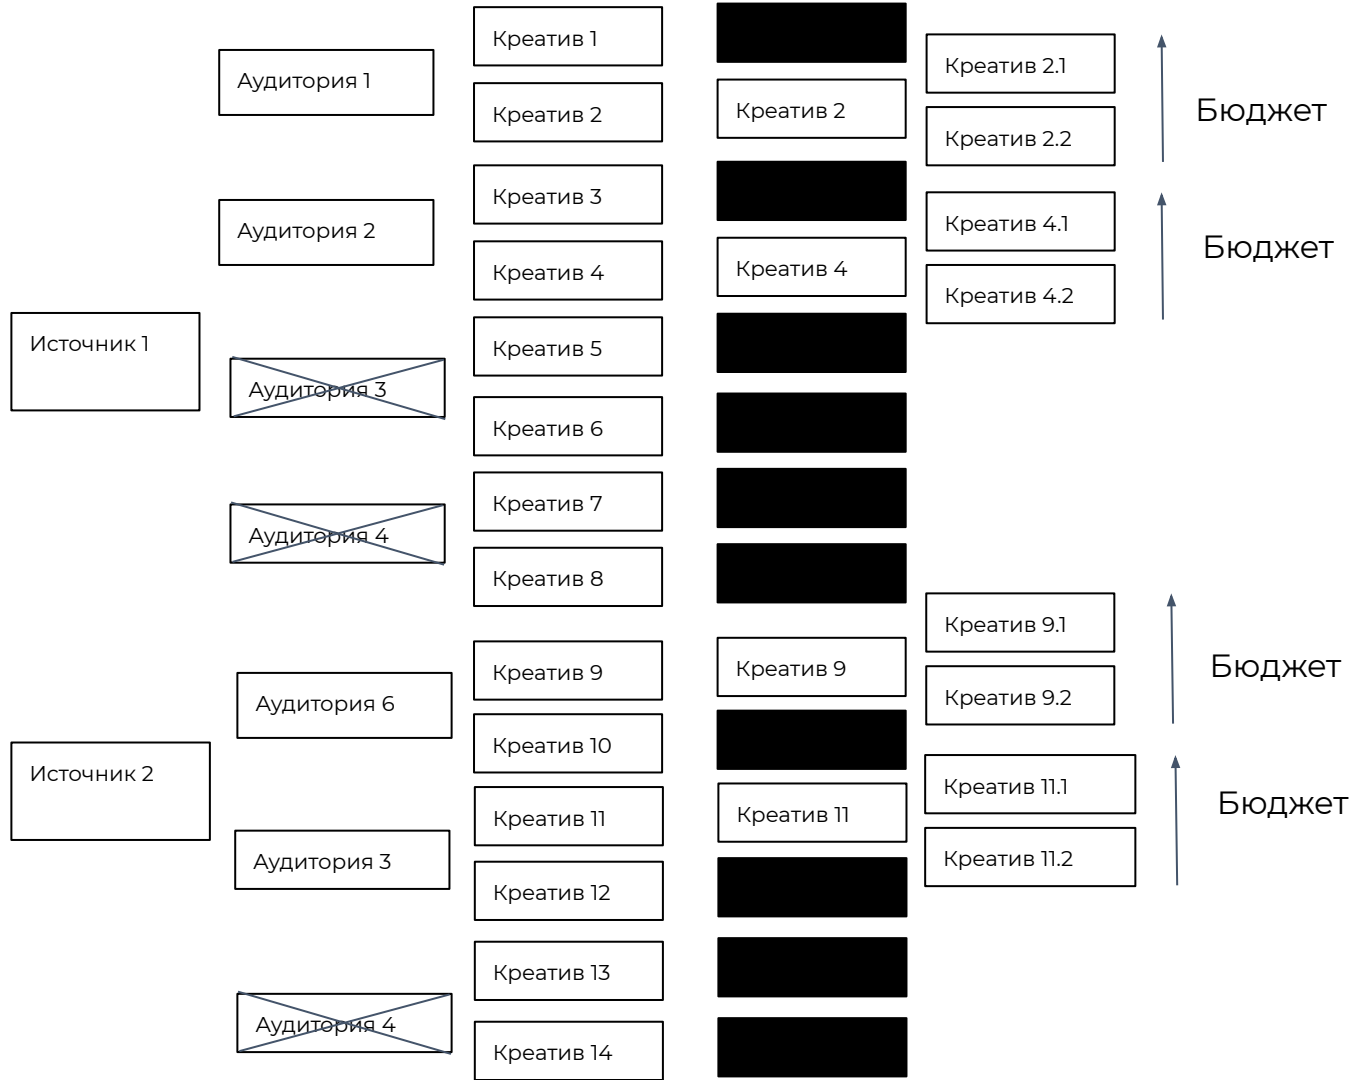 Источник 1
Источник 2
Аудитория 1
Аудитория 2
Аудитория 3
Аудитория 4
Аудитория 6
Аудитория 3
Аудитория 4
Креатив 1
Креатив 2
Креатив 3
Креатив 4
Креатив 5
Креатив 6
Креатив 7
Креатив 8
Креатив 9
Креатив 10
Креатив 11
Креатив 12
Креатив 13
Креатив 14
Креатив 2
Креатив 4
Креатив 9
Креатив 11
Креатив 2.1
Креатив 2.2
Креатив 4.1
Креатив 4.2
Креатив 9.1
Креатив 9.2
Креатив 11.1
Креатив 11.2
Бюджет
Бюджет
Бюджет
Бюджет